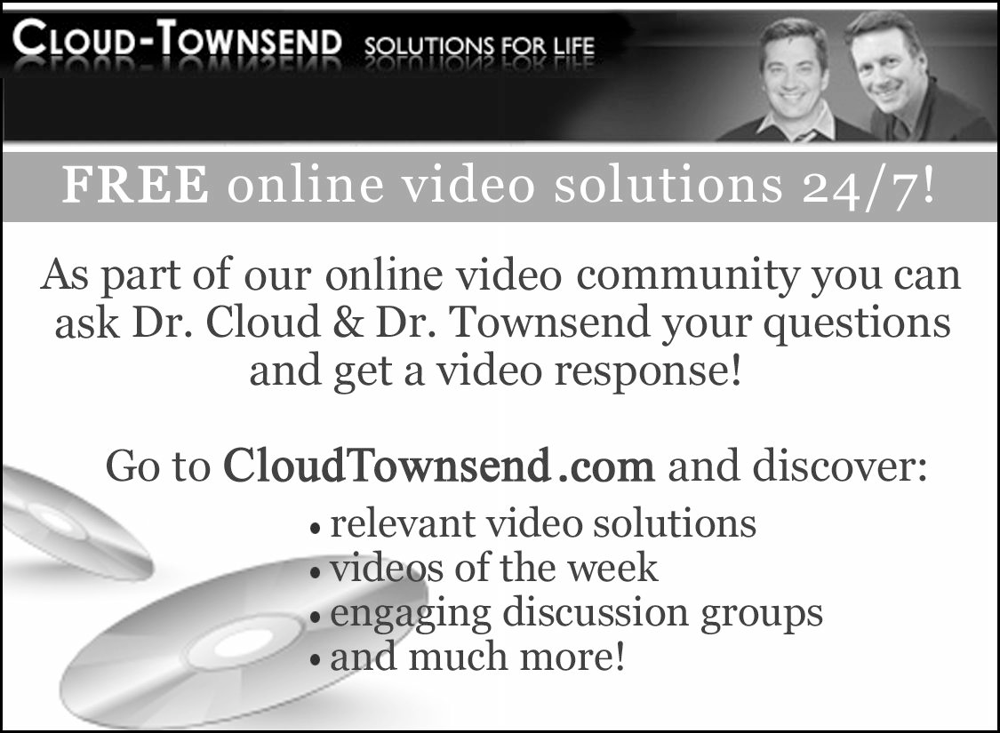 CLOUD-TOWNSEND SOLUTIONS FOR LIFE
FREE online video solutions 24/7!
As part of our online video community you can
ask Dr. Cloud & Dr. Townsend your questions
and get a video response!
Go to CloudTownsend.com and discover:
• relevant video solutions
• videos of the week
• engaging discussion groups
• and much more!